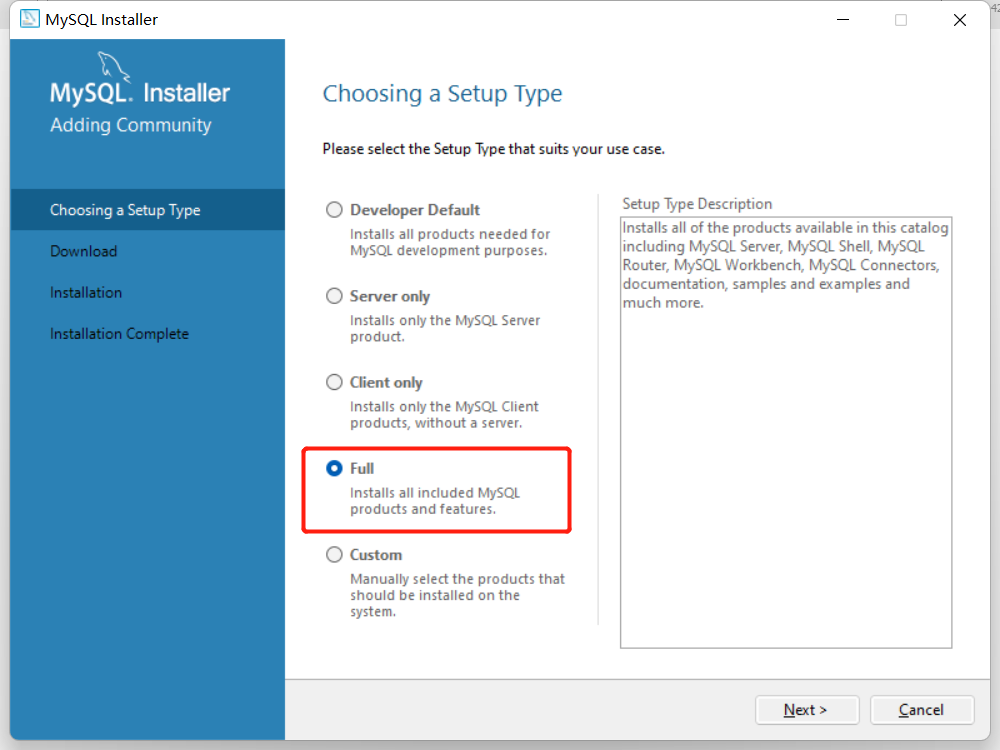 MySQL Installer
MySQL. Installer
Adding Community
Choosing a Setup Type
Download
Installation
Installation Complete
Choosing a Setup Type
Please select the Setup Type that suits your use case.
Developer Default
Installs all products needed for
MySQL development purposes.
Server only
Installs only the MySQL Server
product.
Client only
Installs only the MySQL Client
products, without a server.
Full
Installs all included MySQL
products and features.
Custom
Manually select the products that
should be installed on the
system.
Setup Type Description
Installs all of the products available in this catalog
including MySQL Server, MySQL Shell, MySQL
Router, MySQL Workbench, MySQL Connectors,
documentation, samples and examples and
much more.
Next >
Cancel